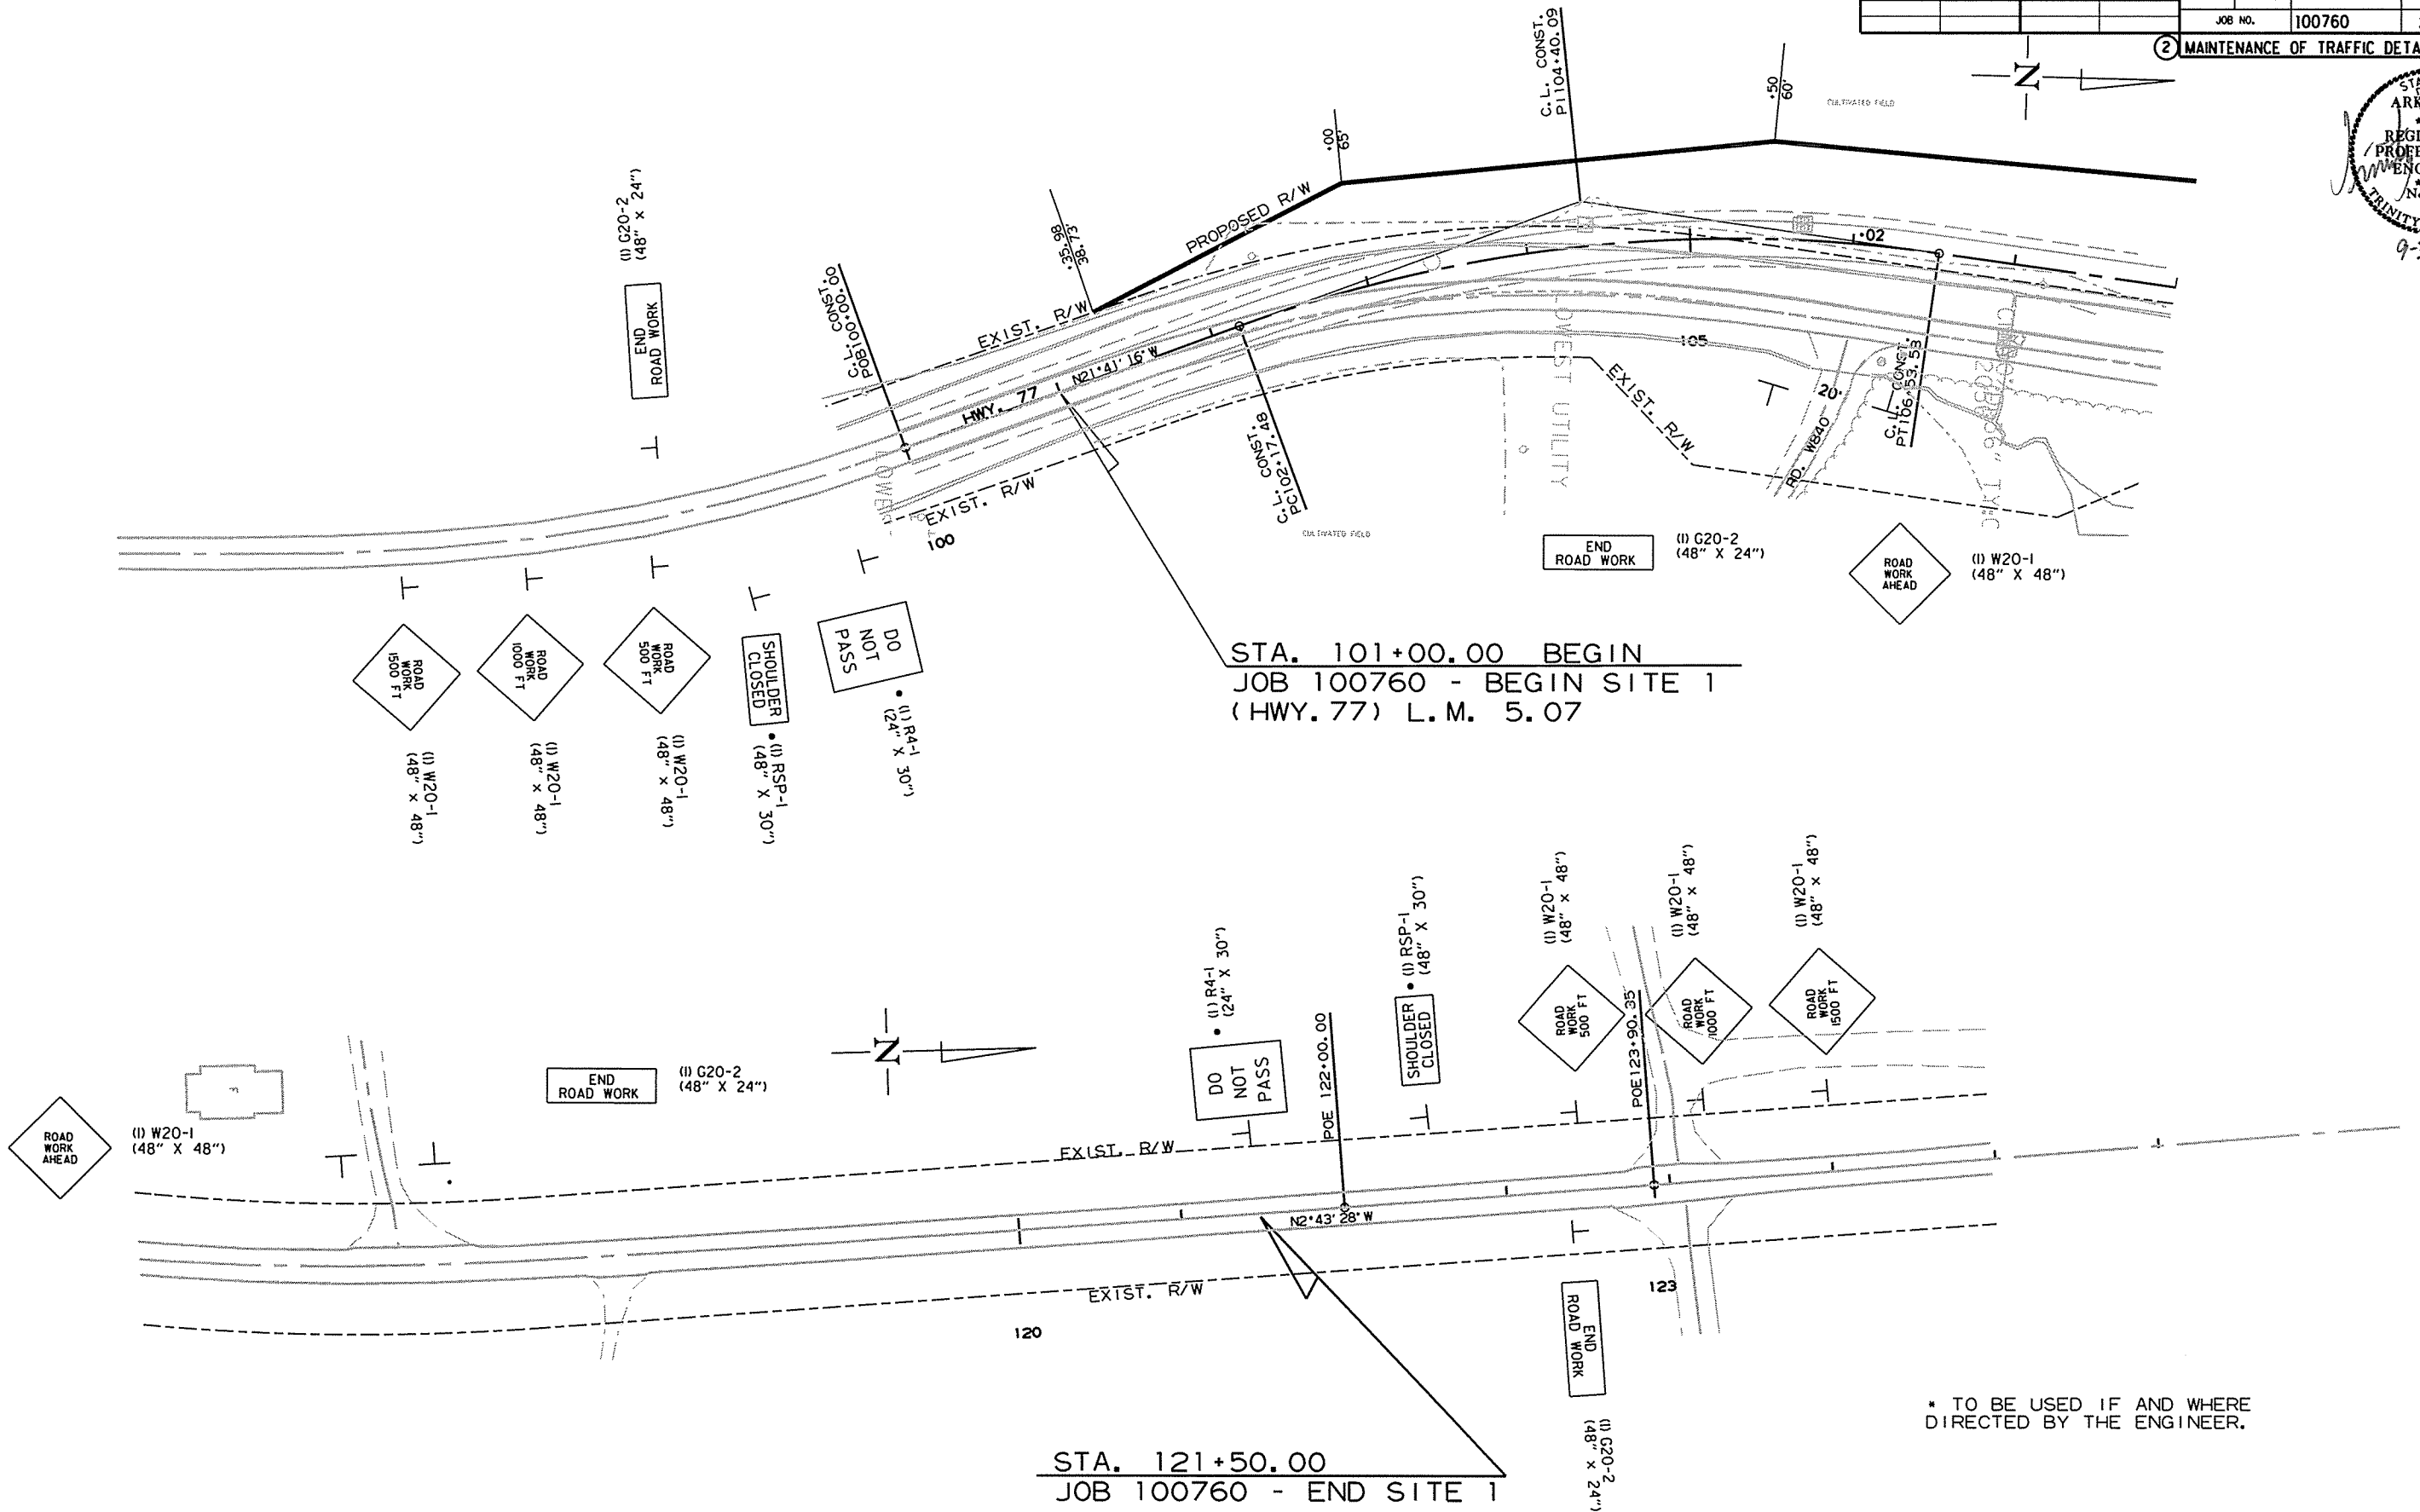 JOB NO. 100760
2 MAINTENANCE OF TRAFFIC
N
ARK
9-
C.L. CONST.
PI104+40.09
+50
60'
CULTIVATED FIELD
+00
65'
PROPOSED R/W
+35.98
38.73'
(1) G20-2
(48" X 24")
END
ROAD WORK
C.L. CONST.
POB100+00.00
EXIST. R/W
HWY. 77
N21°41'16"W
+02
105
EXIST. R/W
20'
RD. W840
C.L. CONST.
PT106+53.53
C.L. CONST.
PC102+17.48
WEST UTILITY
EXIST. R/W
100
CULTIVATED FIELD
END
ROAD WORK
(1) G20-2
(48" X 24")
ROAD
WORK
AHEAD
(1) W20-1
(48" X 48")
ROAD
WORK
1500 FT
(1) W20-1
(48" X 48")
ROAD
WORK
1000 FT
(1) W20-1
(48" X 48")
ROAD
WORK
500 FT
(1) W20-1
(48" X 48")
SHOULDER
CLOSED
• (1) RSP-1
(48" X 30")
DO
NOT
PASS
• (1) R4-1
(24" X 30")
STA. 101+00.00 BEGIN
JOB 100760 - BEGIN SITE 1
(HWY. 77) L.M. 5.07
ROAD
WORK
AHEAD
(1) W20-1
(48" X 48")
F
END
ROAD WORK
(1) G20-2
(48" X 24")
N
DO
NOT
PASS
• (1) R4-1
(24" X 30")
POE 122+00.00
SHOULDER
CLOSED
• (1) RSP-1
(48" X 30")
ROAD
WORK
500 FT
(1) W20-1
(48" X 48")
POE123+90.35
ROAD
WORK
1000 FT
(1) W20-1
(48" X 48")
ROAD
WORK
1500 FT
(1) W20-1
(48" X 48")
EXIST. R/W
N2°43'28"W
EXIST. R/W
120
123
END
ROAD WORK
(1) G20-2
(48" X 24")
STA. 121+50.00
JOB 100760 - END SITE 1
* TO BE USED IF AND WHERE
DIRECTED BY THE ENGINEER.